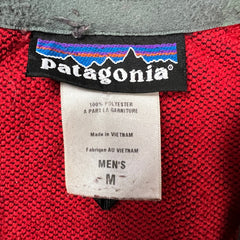 patagonia
100% POLYESTER
A PART LA GARNITURE
Made in VIETNAM
Fabriqué AU VIETNAM
MEN'S
M